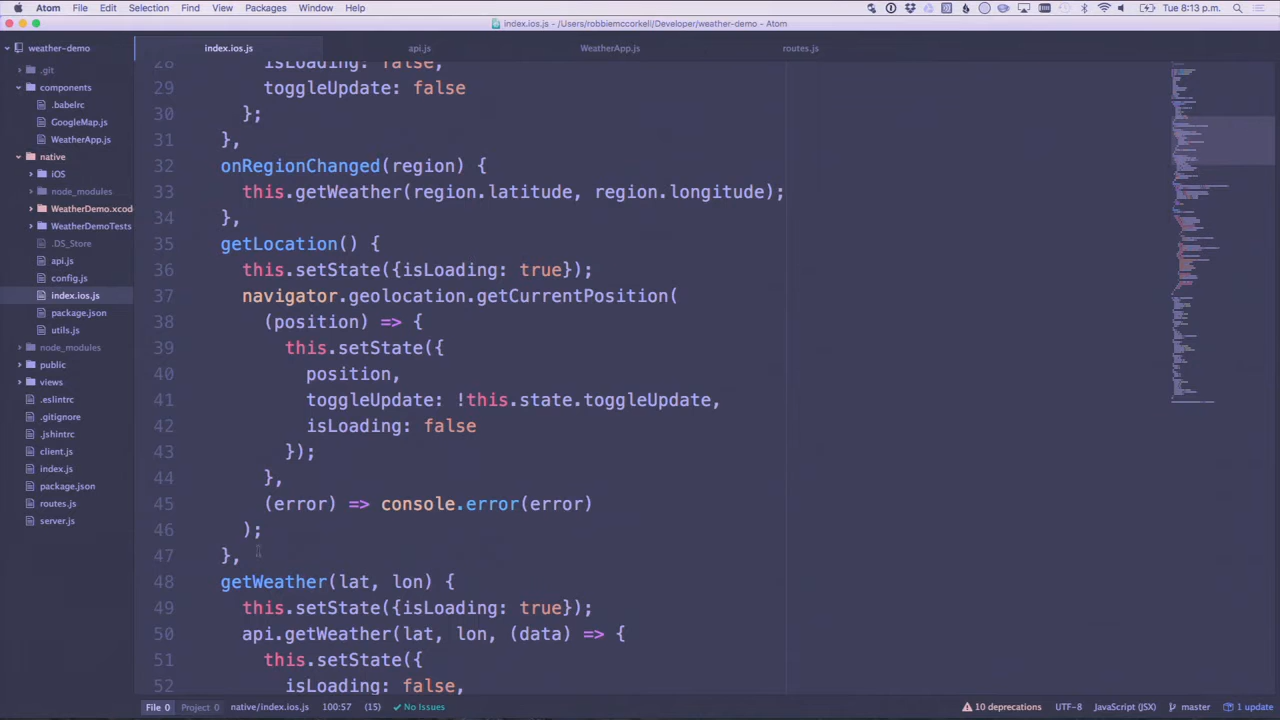 Atom File Edit Selection Find View Packages Window Help Tue 8:13 p.m.
index.ios.js - /Users/robbiemccorkell/Developer/weather-demo - Atom
weather-demo
index.ios.js api.js WeatherApp.js routes.js
.git
components
.babelrc
GoogleMap.js
WeatherApp.js
native
iOS
node_modules
WeatherDemo.xcode
WeatherDemoTests
.DS_Store
api.js
config.js
index.ios.js
package.json
utils.js
node_modules
public
views
.eslintrc
.gitignore
.jshintrc
client.js
index.js
package.json
routes.js
server.js
28 isLoading: false,
29 toggleUpdate: false
30 };
31 },
32 onRegionChanged(region) {
33 this.getWeather(region.latitude, region.longitude);
34 },
35 getLocation() {
36 this.setState({isLoading: true});
37 navigator.geolocation.getCurrentPosition(
38 (position) => {
39 this.setState({
40 position,
41 toggleUpdate: !this.state.toggleUpdate,
42 isLoading: false
43 });
44 },
45 (error) => console.error(error)
46 );
47 },
48 getWeather(lat, lon) {
49 this.setState({isLoading: true});
50 api.getWeather(lat, lon, (data) => {
51 this.setState({
52 isLoading: false,
File 0 Project 0 native/index.ios.js 100:57 (15) No Issues 10 deprecations UTF-8 JavaScript (JSX) master 1 update